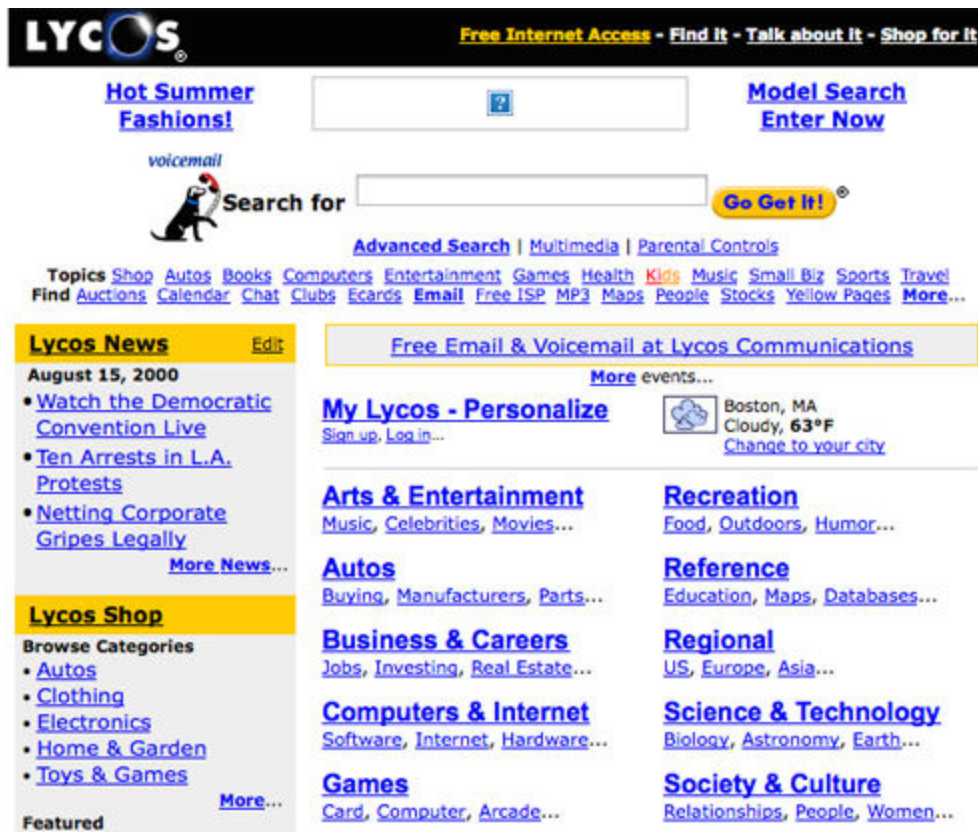 LYCOS®
Free Internet Access - Find it - Talk about it - Shop for it
Hot Summer
Fashions!
?
Model Search
Enter Now
voicemail
Search for
Go Get It!®
Advanced Search | Multimedia | Parental Controls
Topics Shop Autos Books Computers Entertainment Games Health Kids Music Small Biz Sports Travel
Find Auctions Calendar Chat Clubs Ecards Email Free ISP MP3 Maps People Stocks Yellow Pages More...
Lycos News Edit
August 15, 2000
• Watch the Democratic
Convention Live
• Ten Arrests in L.A.
Protests
• Netting Corporate
Gripes Legally
More News...
Lycos Shop
Browse Categories
• Autos
• Clothing
• Electronics
• Home & Garden
• Toys & Games
More...
Featured
Free Email & Voicemail at Lycos Communications
More events...
My Lycos - Personalize
Sign up, Log in...
Boston, MA
Cloudy, 63°F
Change to your city
Arts & Entertainment
Music, Celebrities, Movies...
Autos
Buying, Manufacturers, Parts...
Business & Careers
Jobs, Investing, Real Estate...
Computers & Internet
Software, Internet, Hardware...
Games
Card, Computer, Arcade...
Recreation
Food, Outdoors, Humor...
Reference
Education, Maps, Databases...
Regional
US, Europe, Asia...
Science & Technology
Biology, Astronomy, Earth...
Society & Culture
Relationships, People, Women...